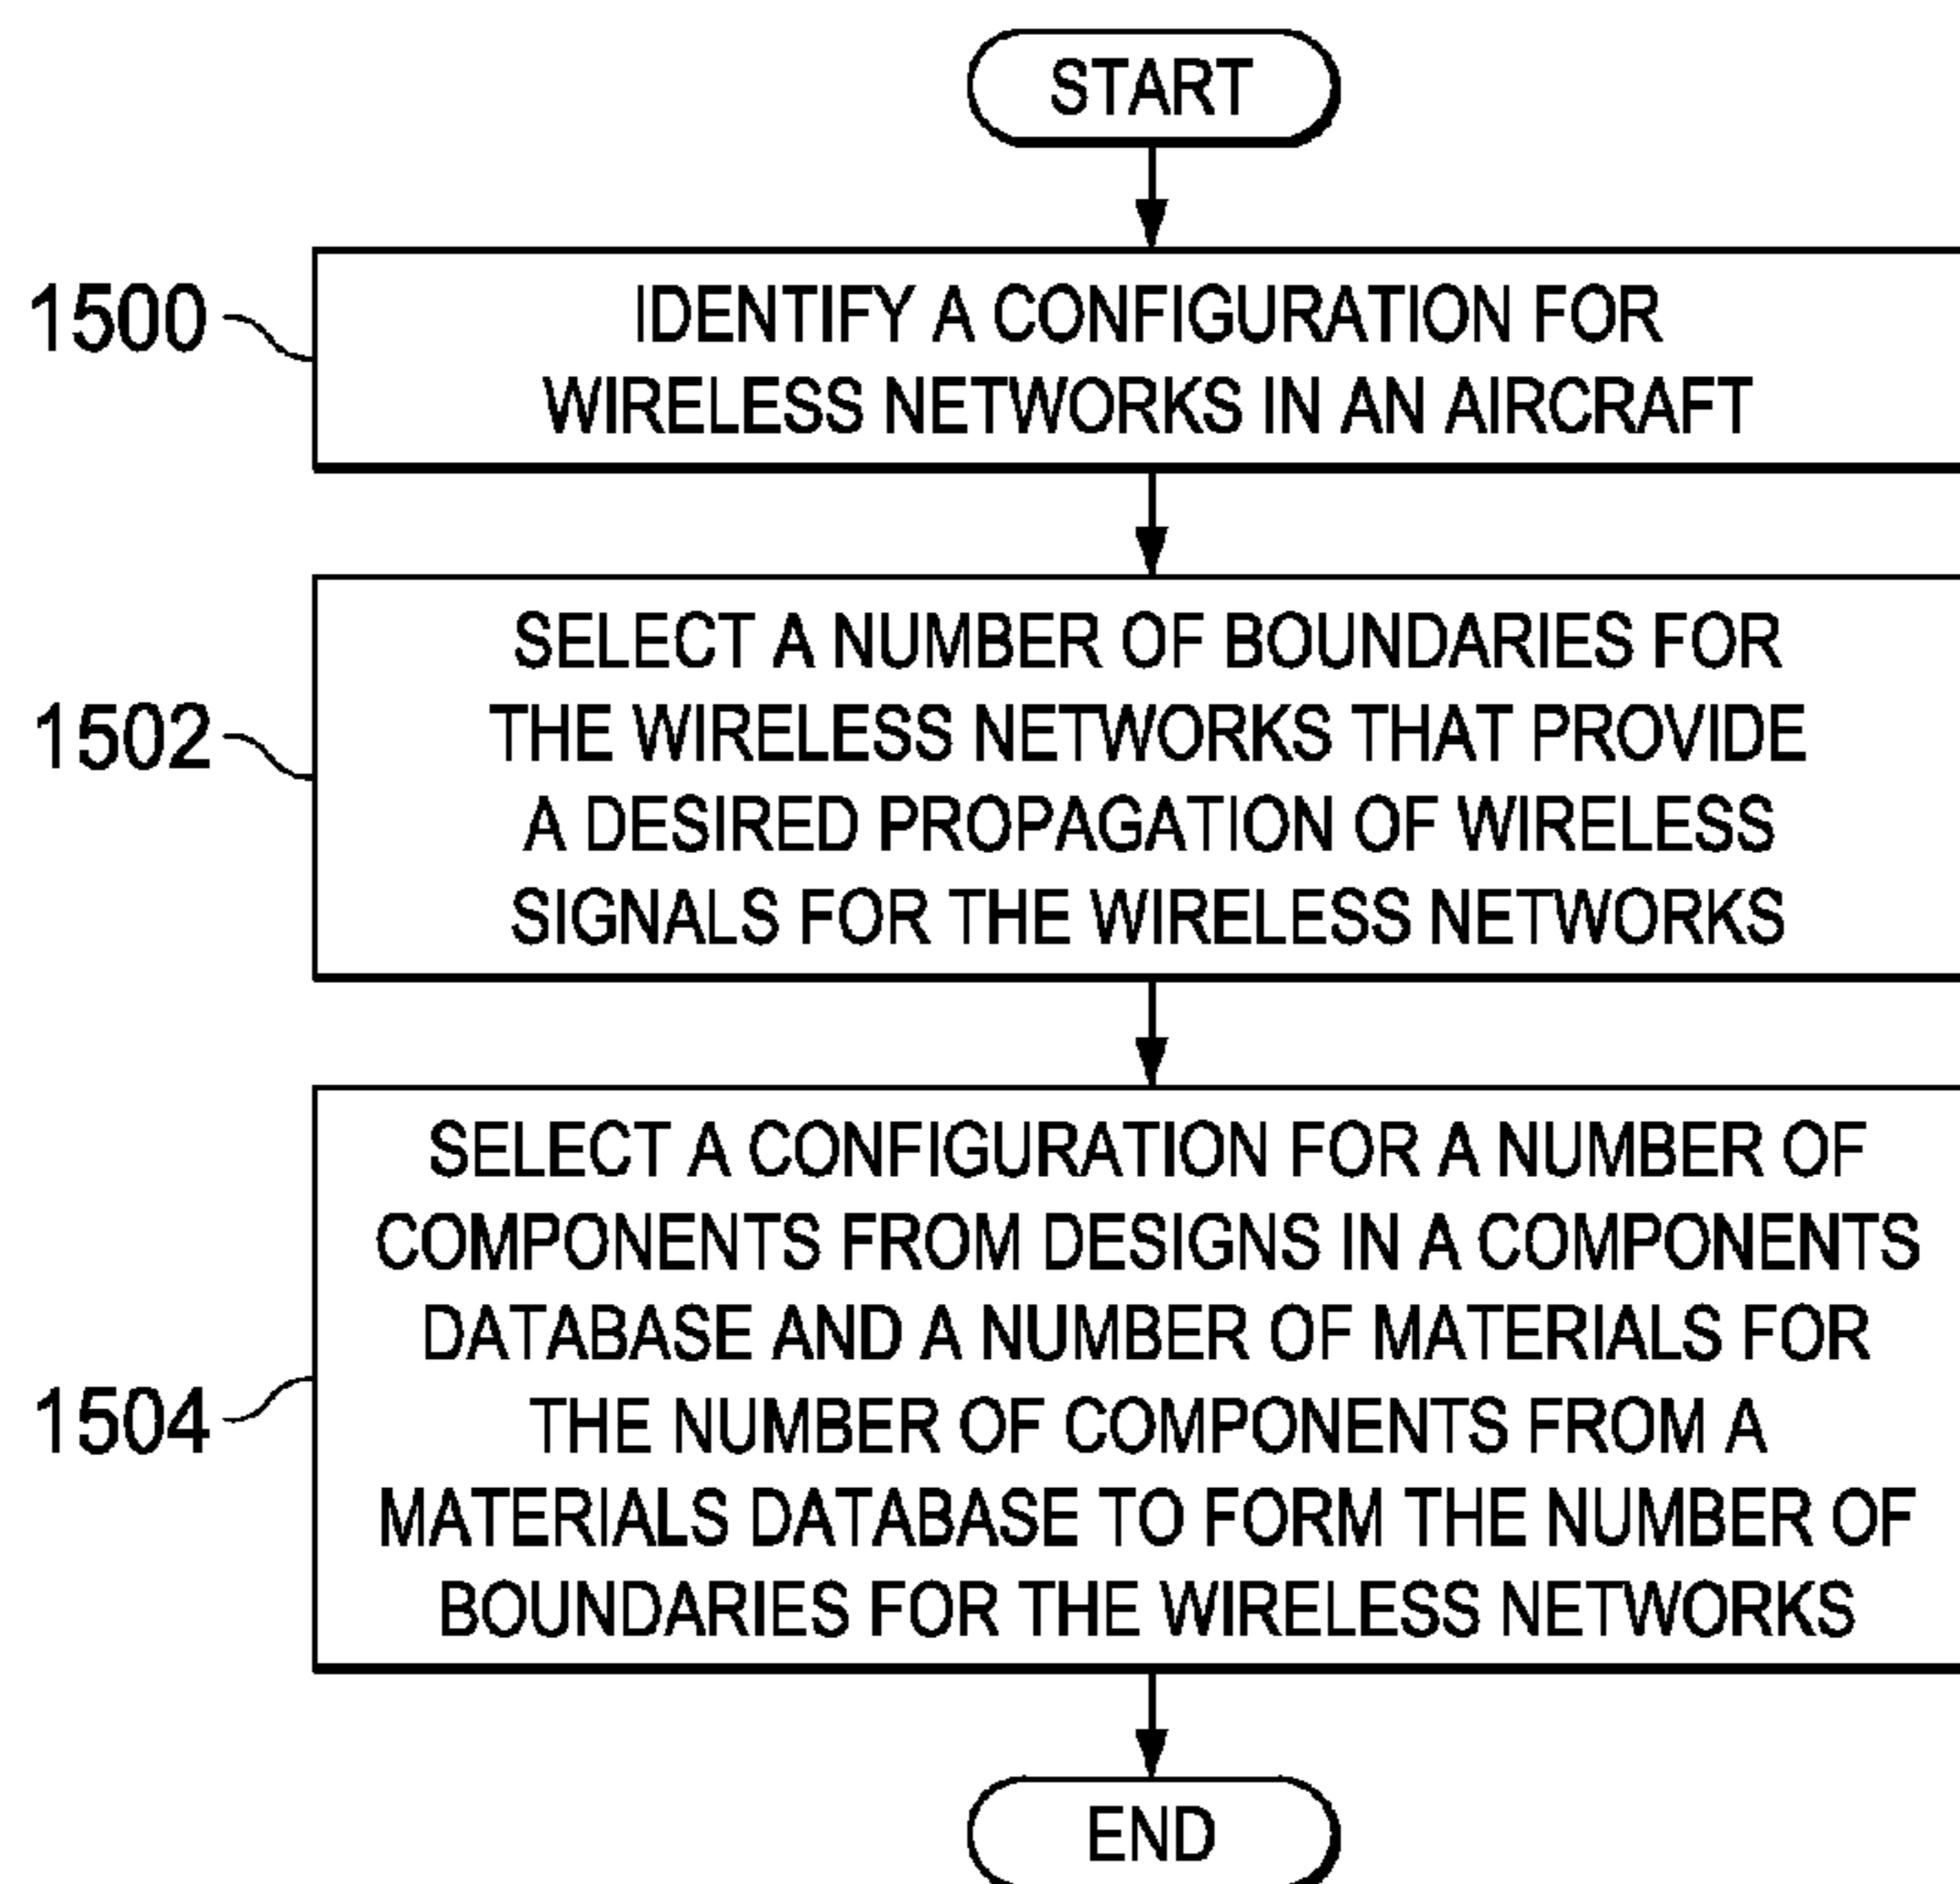 START
1500
IDENTIFY A CONFIGURATION FOR
WIRELESS NETWORKS IN AN AIRCRAFT
1502
SELECT A NUMBER OF BOUNDARIES FOR
THE WIRELESS NETWORKS THAT PROVIDE
A DESIRED PROPAGATION OF WIRELESS
SIGNALS FOR THE WIRELESS NETWORKS
1504
SELECT A CONFIGURATION FOR A NUMBER OF
COMPONENTS FROM DESIGNS IN A COMPONENTS
DATABASE AND A NUMBER OF MATERIALS FOR
THE NUMBER OF COMPONENTS FROM A
MATERIALS DATABASE TO FORM THE NUMBER OF
BOUNDARIES FOR THE WIRELESS NETWORKS
END